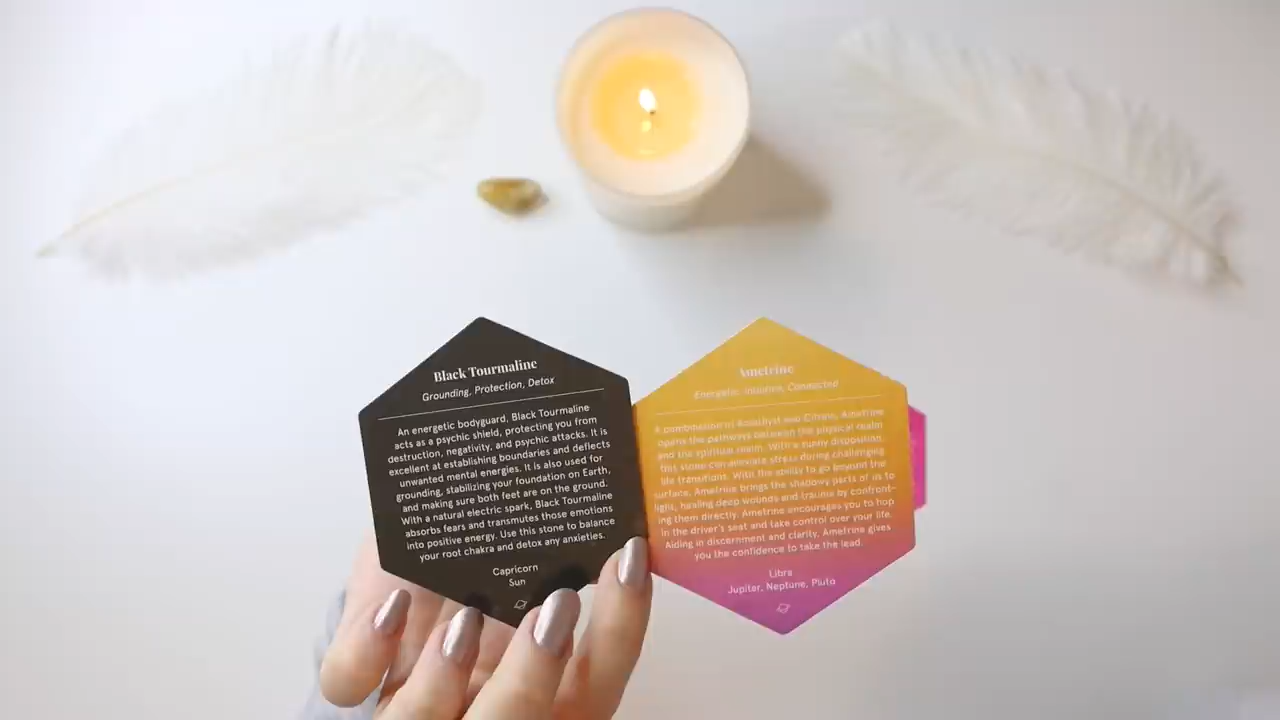 Black Tourmaline
Grounding, Protection, Detox
An energetic bodyguard, Black Tourmaline
acts as a psychic shield, protecting you from
destruction, negativity, and psychic attacks. It is
excellent at establishing boundaries and deflects
unwanted mental energies. It is also used for
grounding, stabilizing your foundation on Earth,
and making sure both feet are on the ground.
With a natural electric spark, Black Tourmaline
absorbs fears and transmutes those emotions
into positive energy. Use this stone to balance
your root chakra and detox any anxieties.
Capricorn
Sun
Ametrine
Energetic, Intuitive, Connected
A combination of Amethyst and Citrine, Ametrine
opens the pathways between the physical realm
and the spiritual realm. With a sunny disposition,
this stone can alleviate stress during challenging
life transitions. With the ability to go beyond the
surface, Ametrine brings the shadowy parts of us to
light, healing deep wounds and trauma by confront-
ing them directly. Ametrine encourages you to hop
in the driver's seat and take control over your life.
Aiding in discernment and clarity, Ametrine gives
you the confidence to take the lead.
Libra
Jupiter, Neptune, Pluto